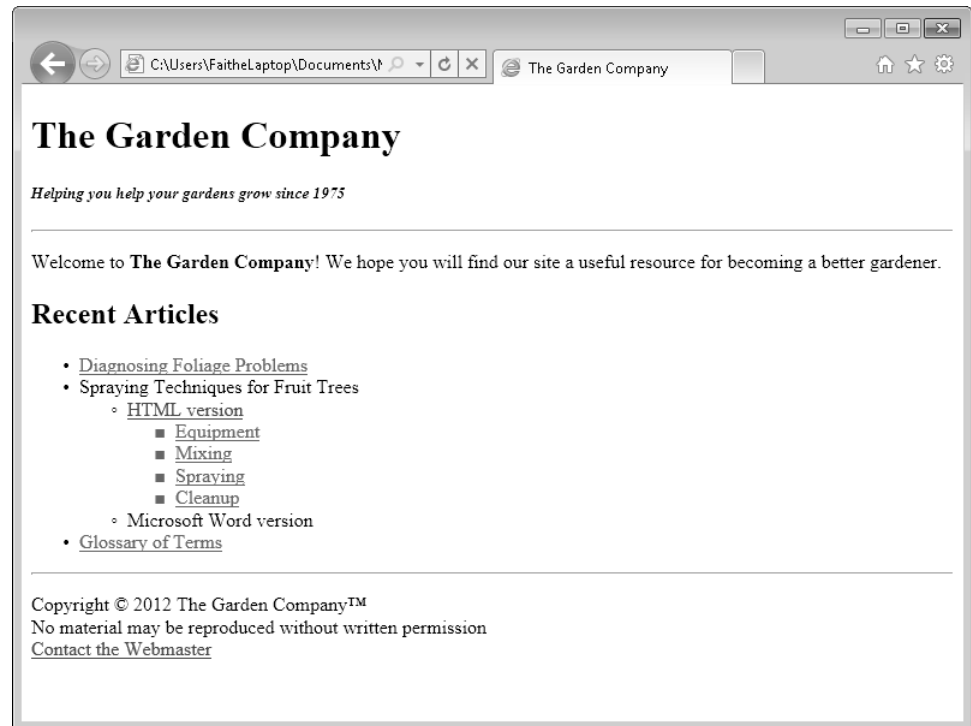 C:\Users\FaitheLaptop\Documents\
The Garden Company
The Garden Company
Helping you help your gardens grow since 1975
Welcome to The Garden Company! We hope you will find our site a useful resource for becoming a better gardener.
Recent Articles
• Diagnosing Foliage Problems
• Spraying Techniques for Fruit Trees
◦ HTML version
▪ Equipment
▪ Mixing
▪ Spraying
▪ Cleanup
◦ Microsoft Word version
• Glossary of Terms
Copyright © 2012 The Garden Company™
No material may be reproduced without written permission
Contact the Webmaster